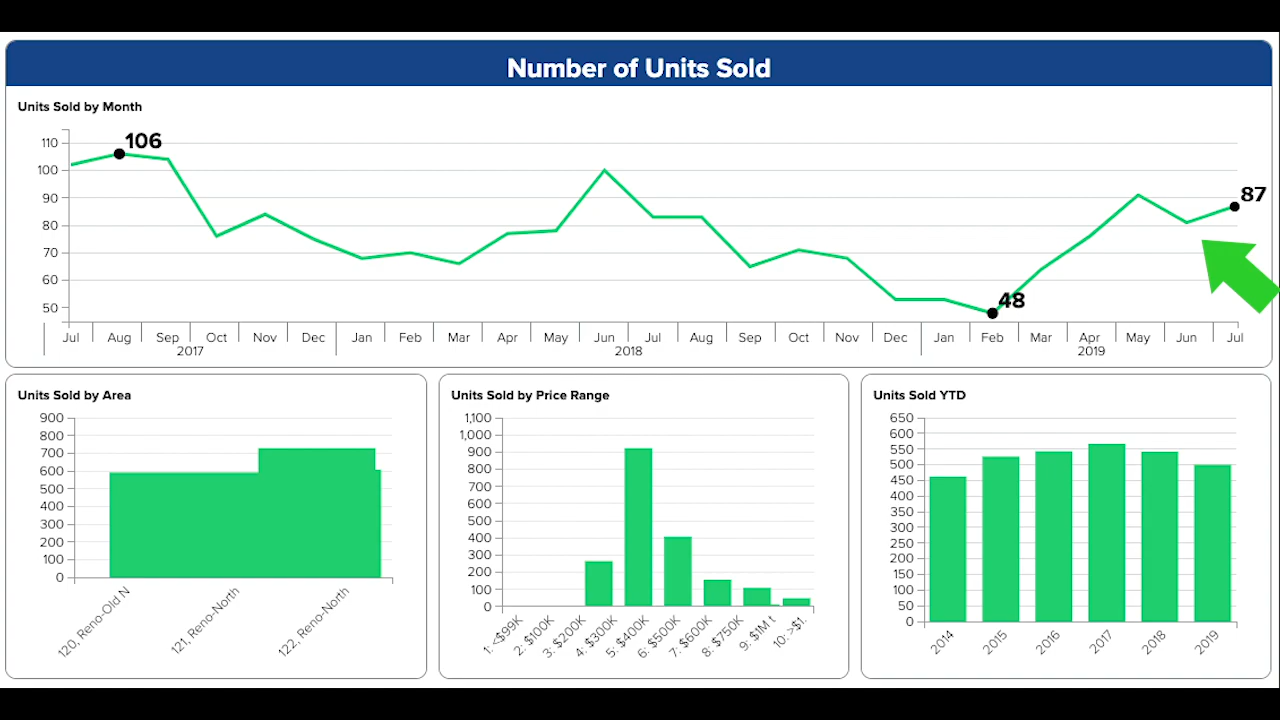 Number of Units Sold
Units Sold by Month
106
87
48
110
100
90
80
70
60
50
Jul Aug Sep Oct Nov Dec Jan Feb Mar Apr May Jun Jul Aug Sep Oct Nov Dec Jan Feb Mar Apr May Jun Jul
2017 2018 2019
Units Sold by Area
900
800
700
600
500
400
300
200
100
0
120, Reno-Old N
121, Reno-North
122, Reno-North
Units Sold by Price Range
1,100
1,000
900
800
700
600
500
400
300
200
100
0
1: <$99K
2: $100K
3: $200K
4: $300K
5: $400K
6: $500K
7: $600K
8: $750K
9: $1M t
10: >$1.
Units Sold YTD
650
600
550
500
450
400
350
300
250
200
150
100
50
0
2014
2015
2016
2017
2018
2019